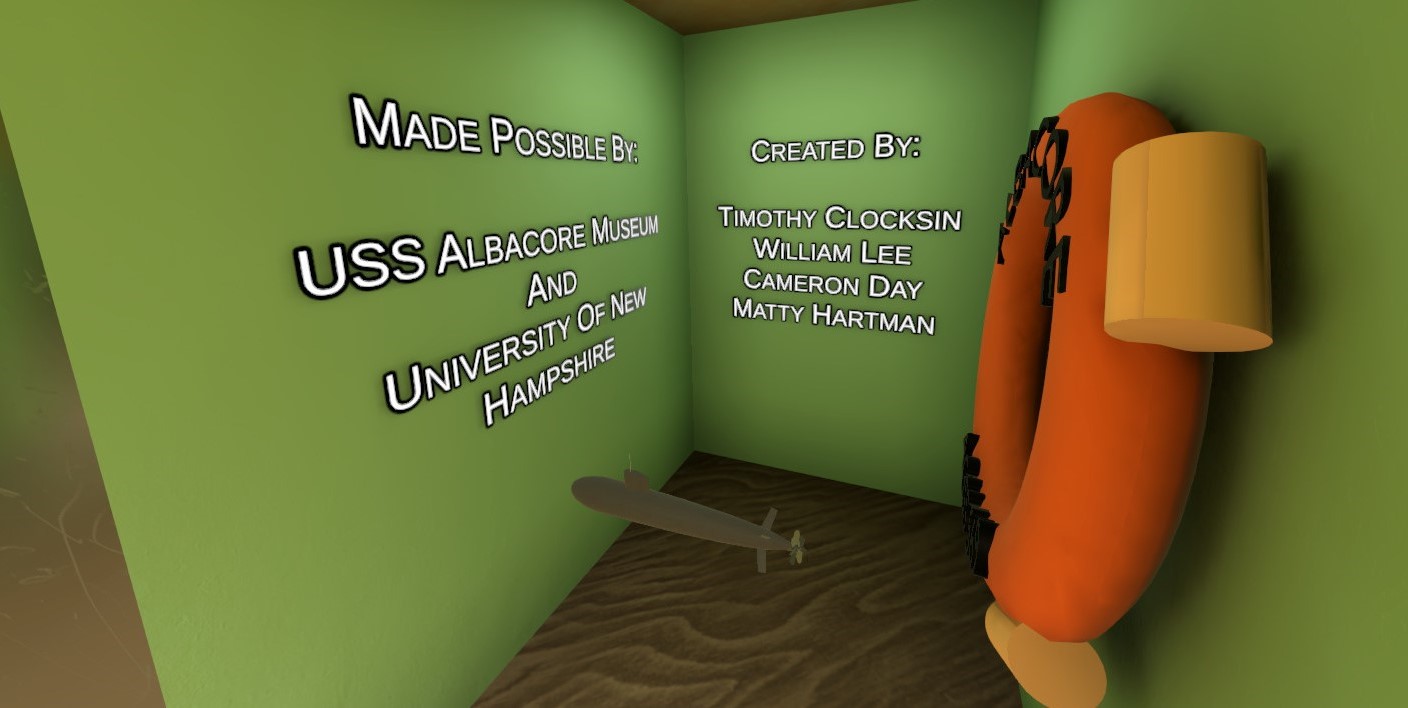 Made Possible By:
USS Albacore Museum
And
University Of New
Hampshire
Created By:
Timothy Clocksin
William Lee
Cameron Day
Matty Hartman